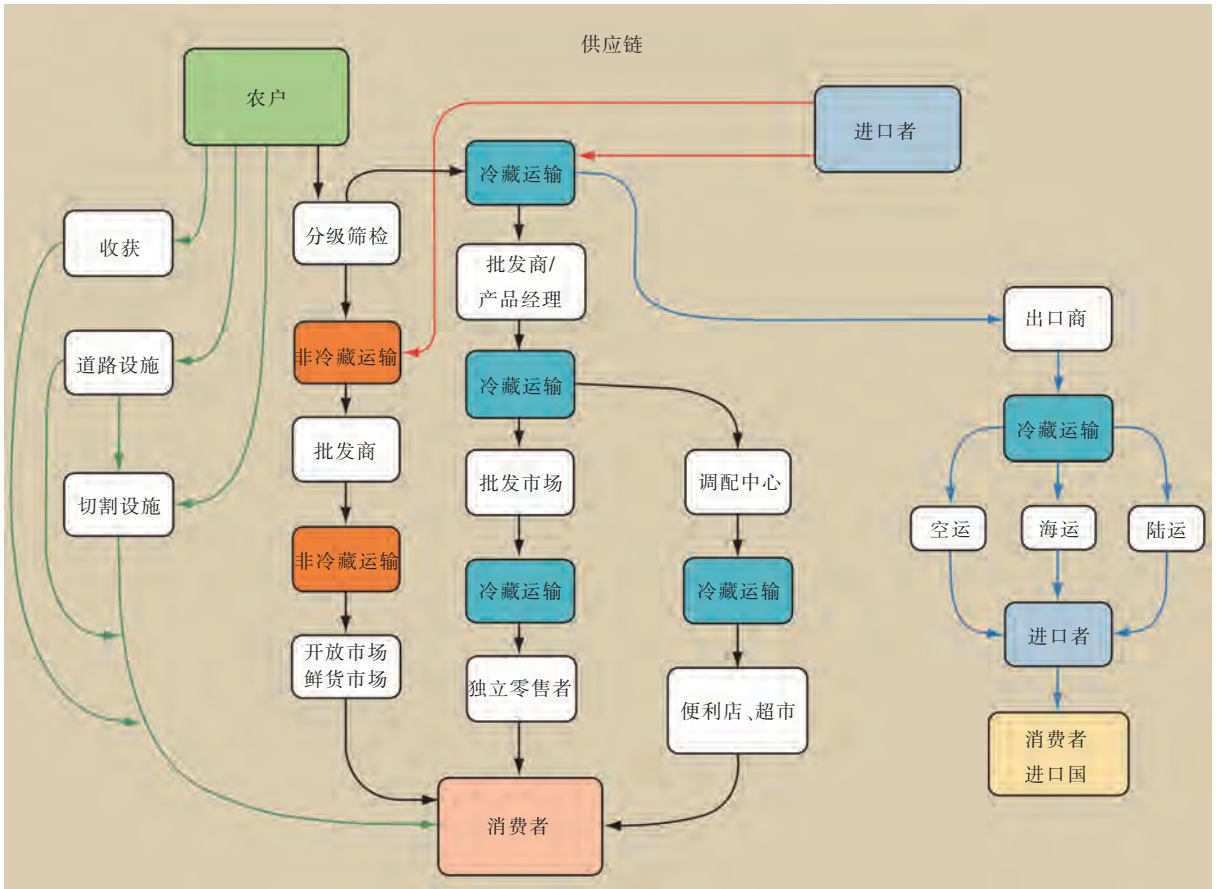 供应链
农户
进口者
冷藏运输
分级筛检
收获
批发商/
产品经理
出口商
非冷藏运输
道路设施
冷藏运输
冷藏运输
批发商
批发市场
调配中心
切割设施
空运
海运
陆运
非冷藏运输
冷藏运输
冷藏运输
进口者
开放市场
鲜货市场
独立零售者
便利店、超市
消费者
进口国
消费者